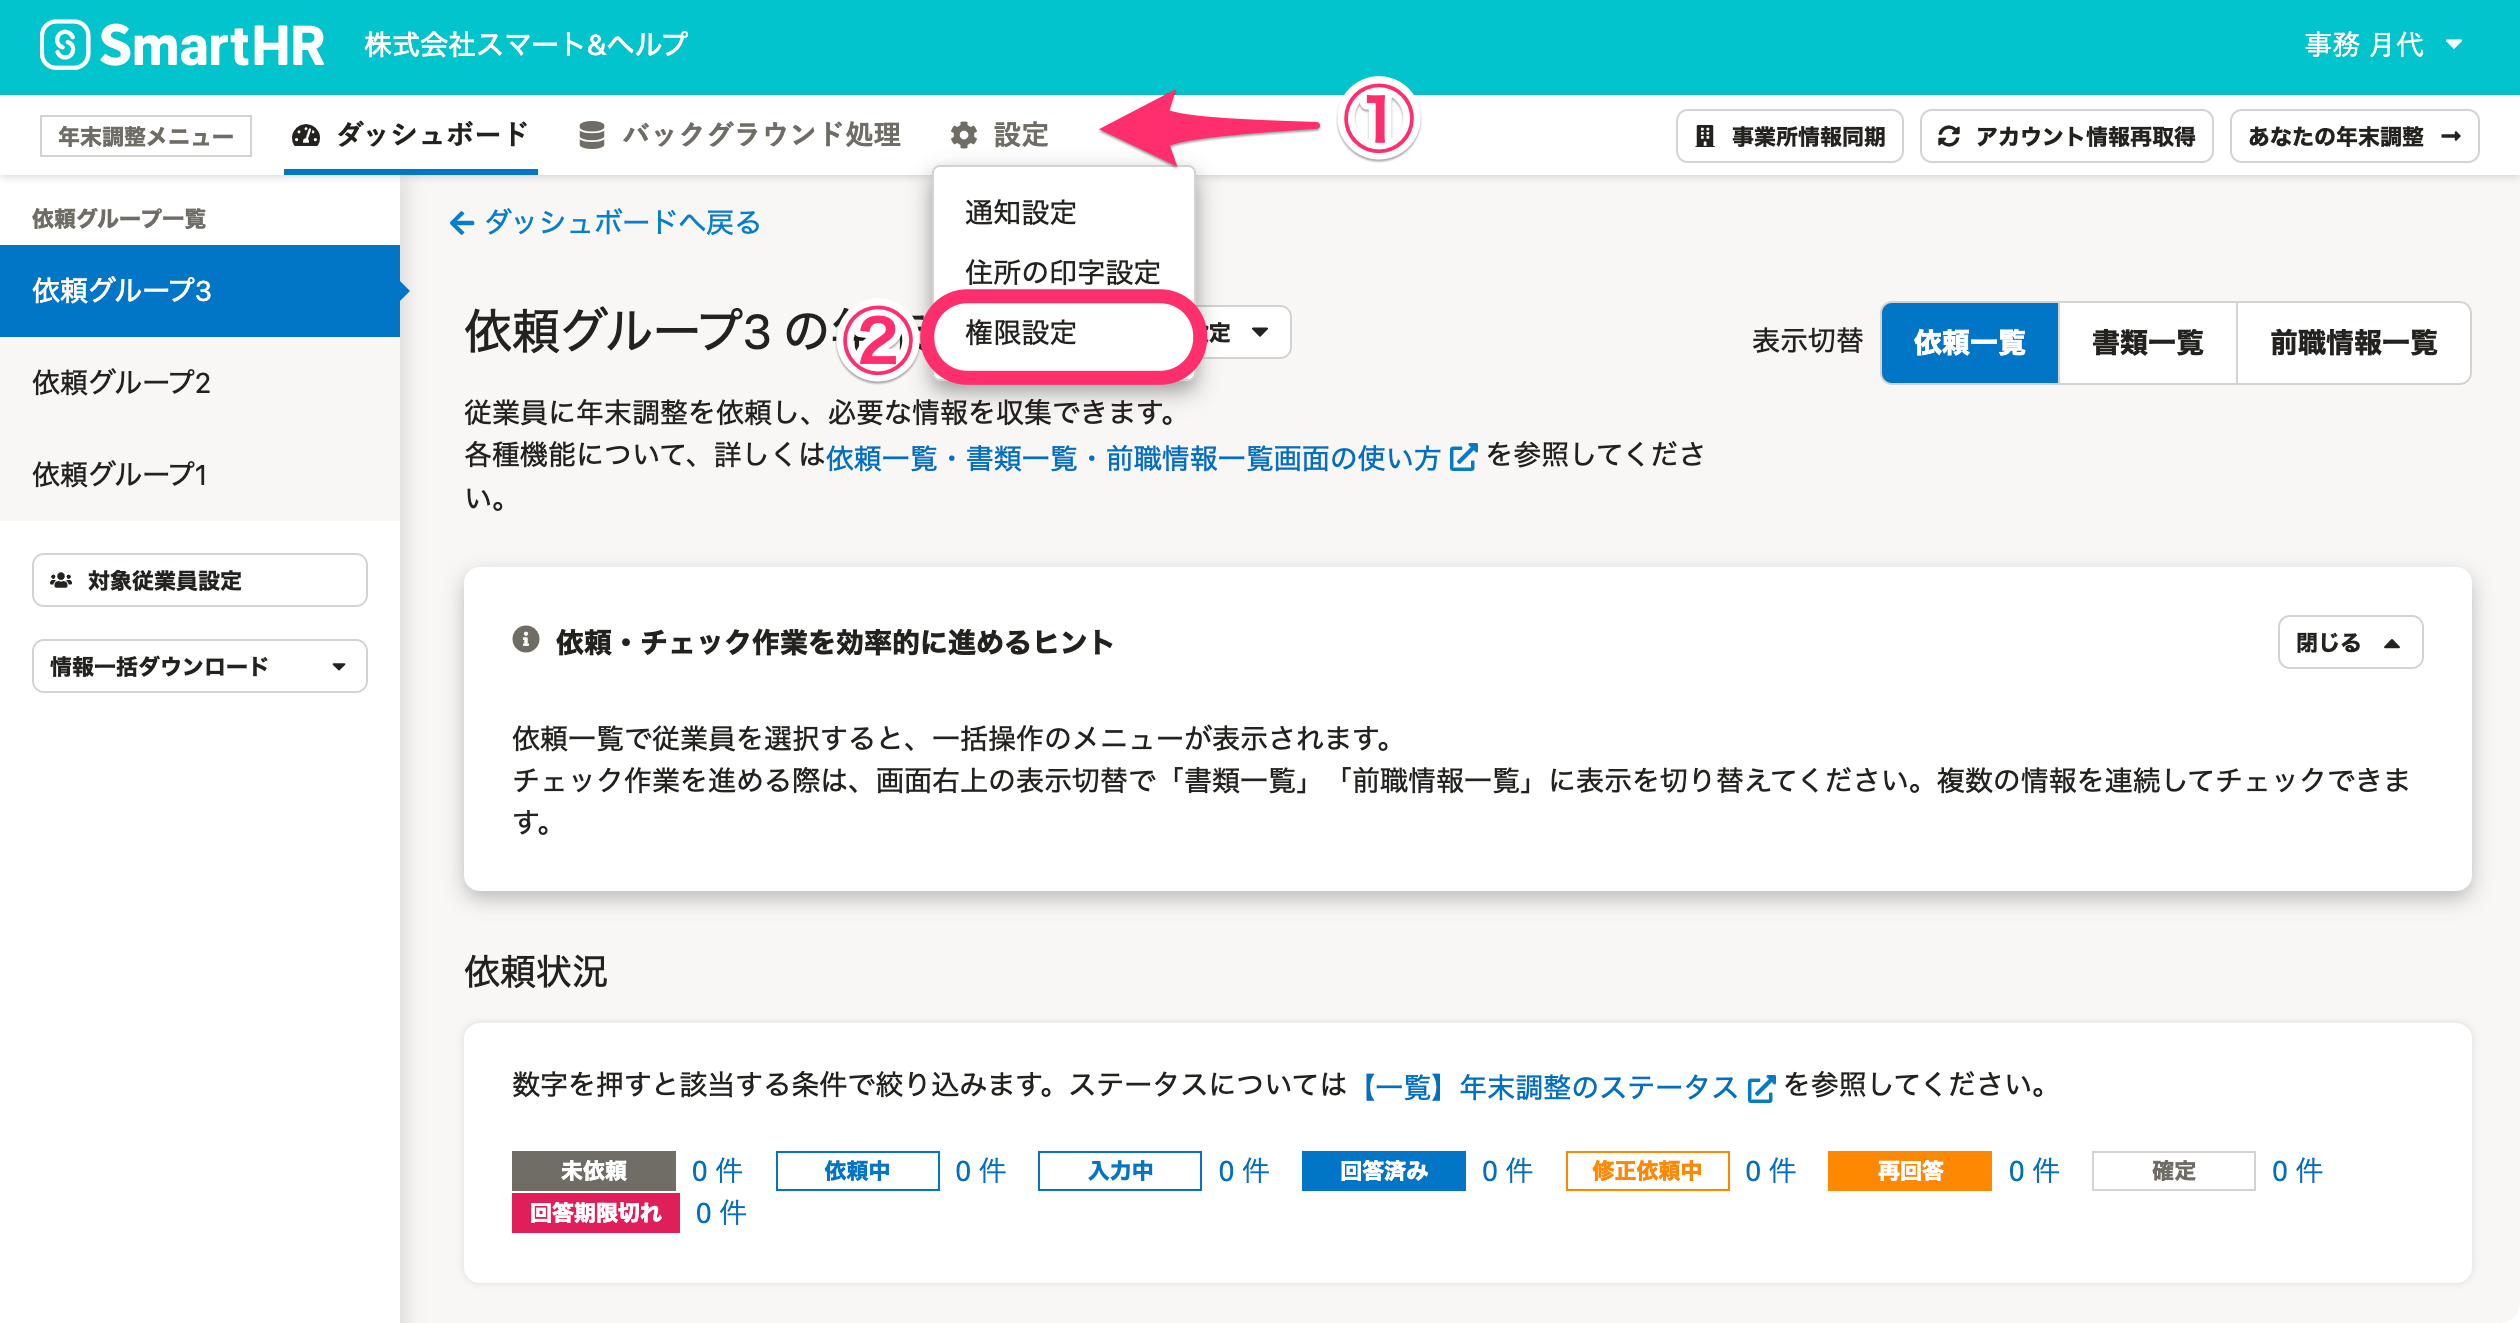 SmartHR 株式会社スマート&ヘルプ 事務 月代
①
年末調整メニュー ダッシュボード バックグラウンド処理 設定 事業所情報同期 アカウント情報再取得 あなたの年末調整
通知設定
住所の印字設定
② 権限設定
依頼グループ一覧
依頼グループ3
依頼グループ2
依頼グループ1
対象従業員設定
情報一括ダウンロード
ダッシュボードへ戻る
依頼グループ3 の 定
表示切替 依頼一覧 書類一覧 前職情報一覧
従業員に年末調整を依頼し、必要な情報を収集できます。
各種機能について、詳しくは依頼一覧・書類一覧・前職情報一覧画面の使い方 を参照してくださ
い。
依頼・チェック作業を効率的に進めるヒント 閉じる
依頼一覧で従業員を選択すると、一括操作のメニューが表示されます。
チェック作業を進める際は、画面右上の表示切替で「書類一覧」「前職情報一覧」に表示を切り替えてください。複数の情報を連続してチェックできま
す。
依頼状況
数字を押すと該当する条件で絞り込みます。ステータスについては【一覧】年末調整のステータス を参照してください。
未依頼 0 件 依頼中 0 件 入力中 0 件 回答済み 0 件 修正依頼中 0 件 再回答 0 件 確定 0 件
回答期限切れ 0 件